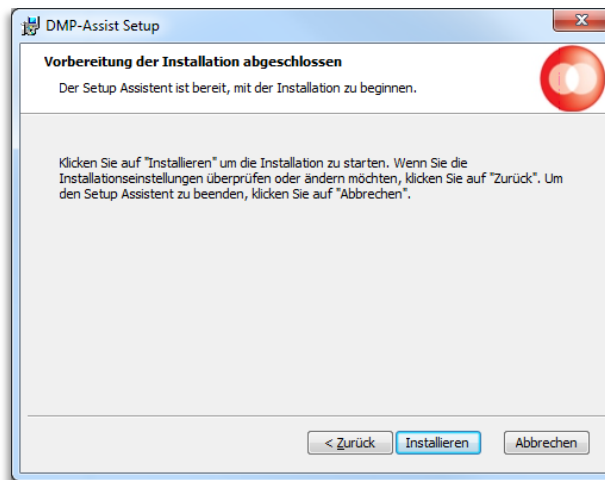 DMP-Assist Setup
Vorbereitung der Installation abgeschlossen
Der Setup Assistent ist bereit, mit der Installation zu beginnen.
Klicken Sie auf "Installieren" um die Installation zu starten. Wenn Sie die
Installationseinstellungen überprüfen oder ändern möchten, klicken Sie auf "Zurück". Um
den Setup Assistent zu beenden, klicken Sie auf "Abbrechen".
< Zurück Installieren Abbrechen